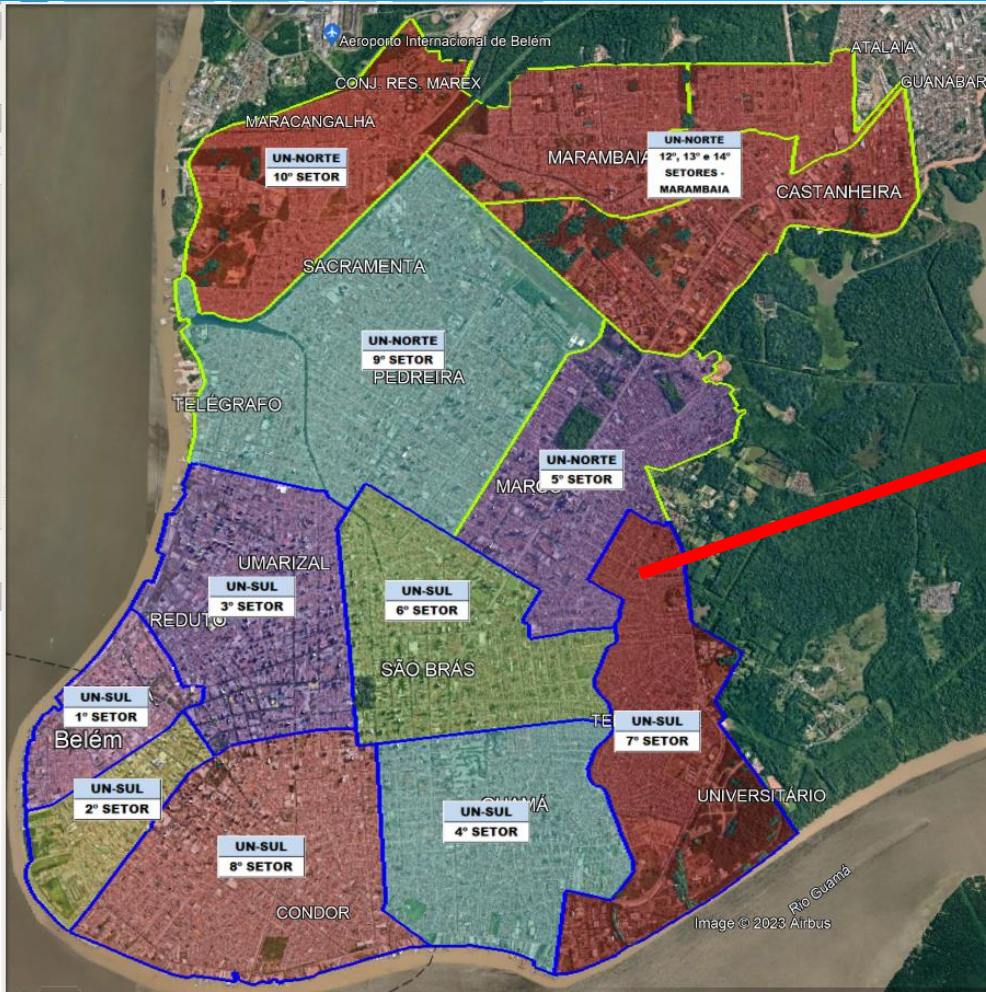 Aeroporto Internacional de Belém
ATALAIA
CONJ. RES. MAREX
GUANABAR
MARACANGALHA
UN-NORTE
10º SETOR
MARAMBAIA
UN-NORTE
12º, 13º e 14º
SETORES -
MARAMBAIA
CASTANHEIRA
SACRAMENTA
UN-NORTE
9º SETOR
PEDREIRA
TELÉGRAFO
UN-NORTE
5º SETOR
MARCO
UMARIZAL
UN-SUL
3º SETOR
REDUTO
UN-SUL
6º SETOR
SÃO BRÁS
UN-SUL
1º SETOR
Belém
TE
UN-SUL
7º SETOR
UN-SUL
2º SETOR
UNIVERSITÁRIO
GUAMÁ
UN-SUL
4º SETOR
UN-SUL
8º SETOR
CONDOR
Rio Guamá
Image © 2023 Airbus